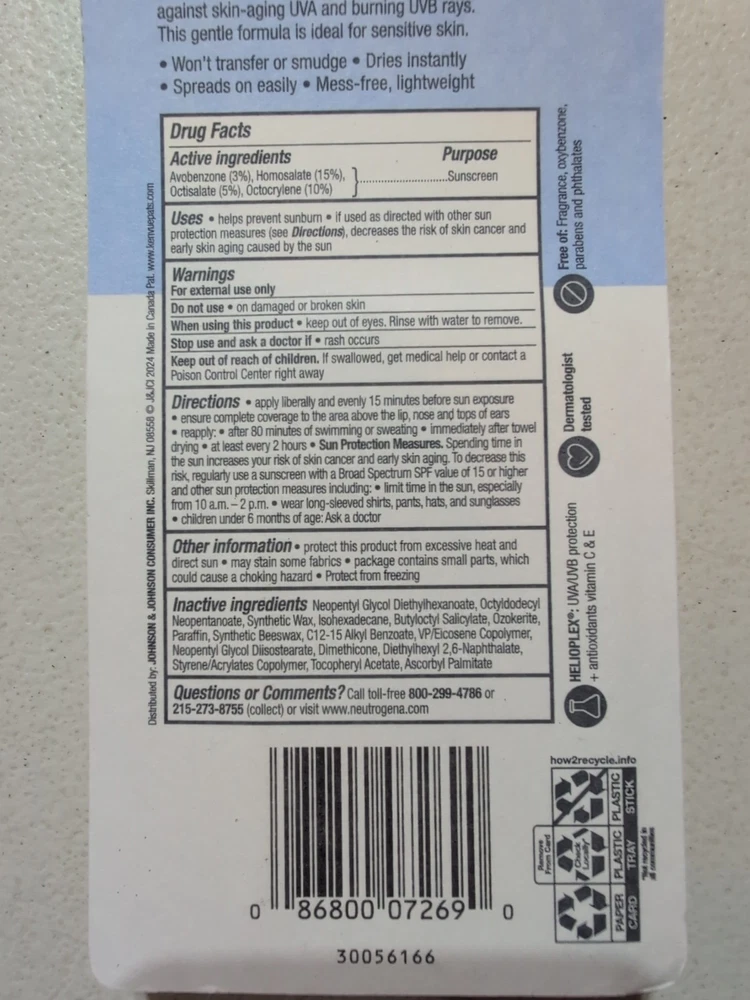 against skin-aging UVA and burning UVB rays.
This gentle formula is ideal for sensitive skin.
• Won't transfer or smudge • Dries instantly
• Spreads on easily • Mess-free, lightweight
Drug Facts
Active ingredients Purpose
Avobenzone (3%), Homosalate (15%),
Octisalate (5%), Octocrylene (10%) }........................Sunscreen
Uses • helps prevent sunburn • if used as directed with other sun
protection measures (see Directions), decreases the risk of skin cancer and
early skin aging caused by the sun
Warnings
For external use only
Do not use • on damaged or broken skin
When using this product • keep out of eyes. Rinse with water to remove.
Stop use and ask a doctor if • rash occurs
Keep out of reach of children. If swallowed, get medical help or contact a
Poison Control Center right away
Directions • apply liberally and evenly 15 minutes before sun exposure
• ensure complete coverage to the area above the lip, nose and tops of ears
• reapply: • after 80 minutes of swimming or sweating • immediately after towel
drying • at least every 2 hours • Sun Protection Measures. Spending time in
the sun increases your risk of skin cancer and early skin aging. To decrease this
risk, regularly use a sunscreen with a Broad Spectrum SPF value of 15 or higher
and other sun protection measures including: • limit time in the sun, especially
from 10 a.m. – 2 p.m. • wear long-sleeved shirts, pants, hats, and sunglasses
• children under 6 months of age: Ask a doctor
Other information • protect this product from excessive heat and
direct sun • may stain some fabrics • package contains small parts, which
could cause a choking hazard • Protect from freezing
Inactive ingredients Neopentyl Glycol Diethylhexanoate, Octyldodecyl
Neopentanoate, Synthetic Wax, Isohexadecane, Butyloctyl Salicylate, Ozokerite,
Paraffin, Synthetic Beeswax, C12-15 Alkyl Benzoate, VP/Eicosene Copolymer,
Neopentyl Glycol Diisostearate, Dimethicone, Diethylhexyl 2,6-Naphthalate,
Styrene/Acrylates Copolymer, Tocopheryl Acetate, Ascorbyl Palmitate
Questions or Comments? Call toll-free 800-299-4786 or
215-273-8755 (collect) or visit www.neutrogena.com
Distributed by: JOHNSON & JOHNSON CONSUMER INC. Skillman, NJ 08558 © J&JCI 2024 Made in Canada Pat. www.kenvuepats.com
Free of: Fragrance, oxybenzone,
parabens and phthalates
Dermatologist
tested
HELIOPLEX®: UVA/UVB protection
+ antioxidants vitamin C & E
how2recycle.info
Remove
From Card
Check
Locally*
PAPER
CARD
PLASTIC
TRAY
PLASTIC
STICK
*Not recycled in
all communities
0 86800 07269 0
30056166